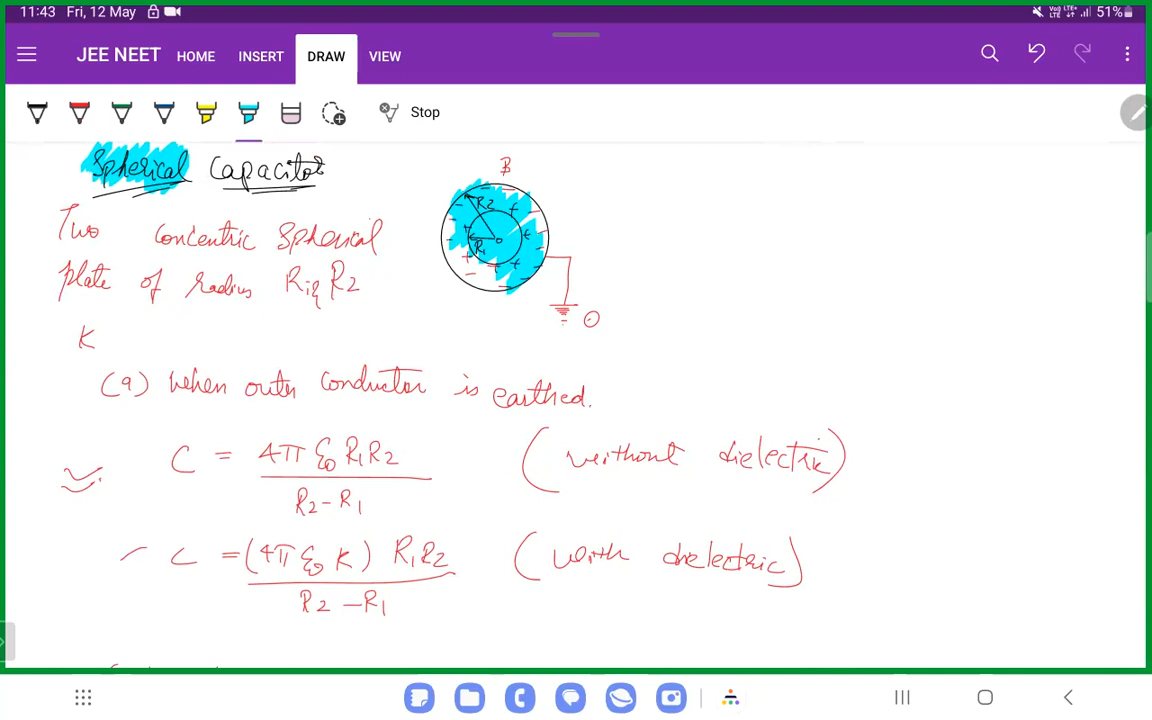 11:43 Fri, 12 May
51%
JEE NEET HOME INSERT DRAW VIEW
Stop
Spherical Capacitor
B
Two concentric spherical
plate of radius R1 & R2
R2
R1
K
(a) When outer conductor is earthed.
C = 4π ε0 R1R2 / R2 - R1 (without dielectric)
C = (4π ε0 K) R1R2 / R2 - R1 (with dielectric)